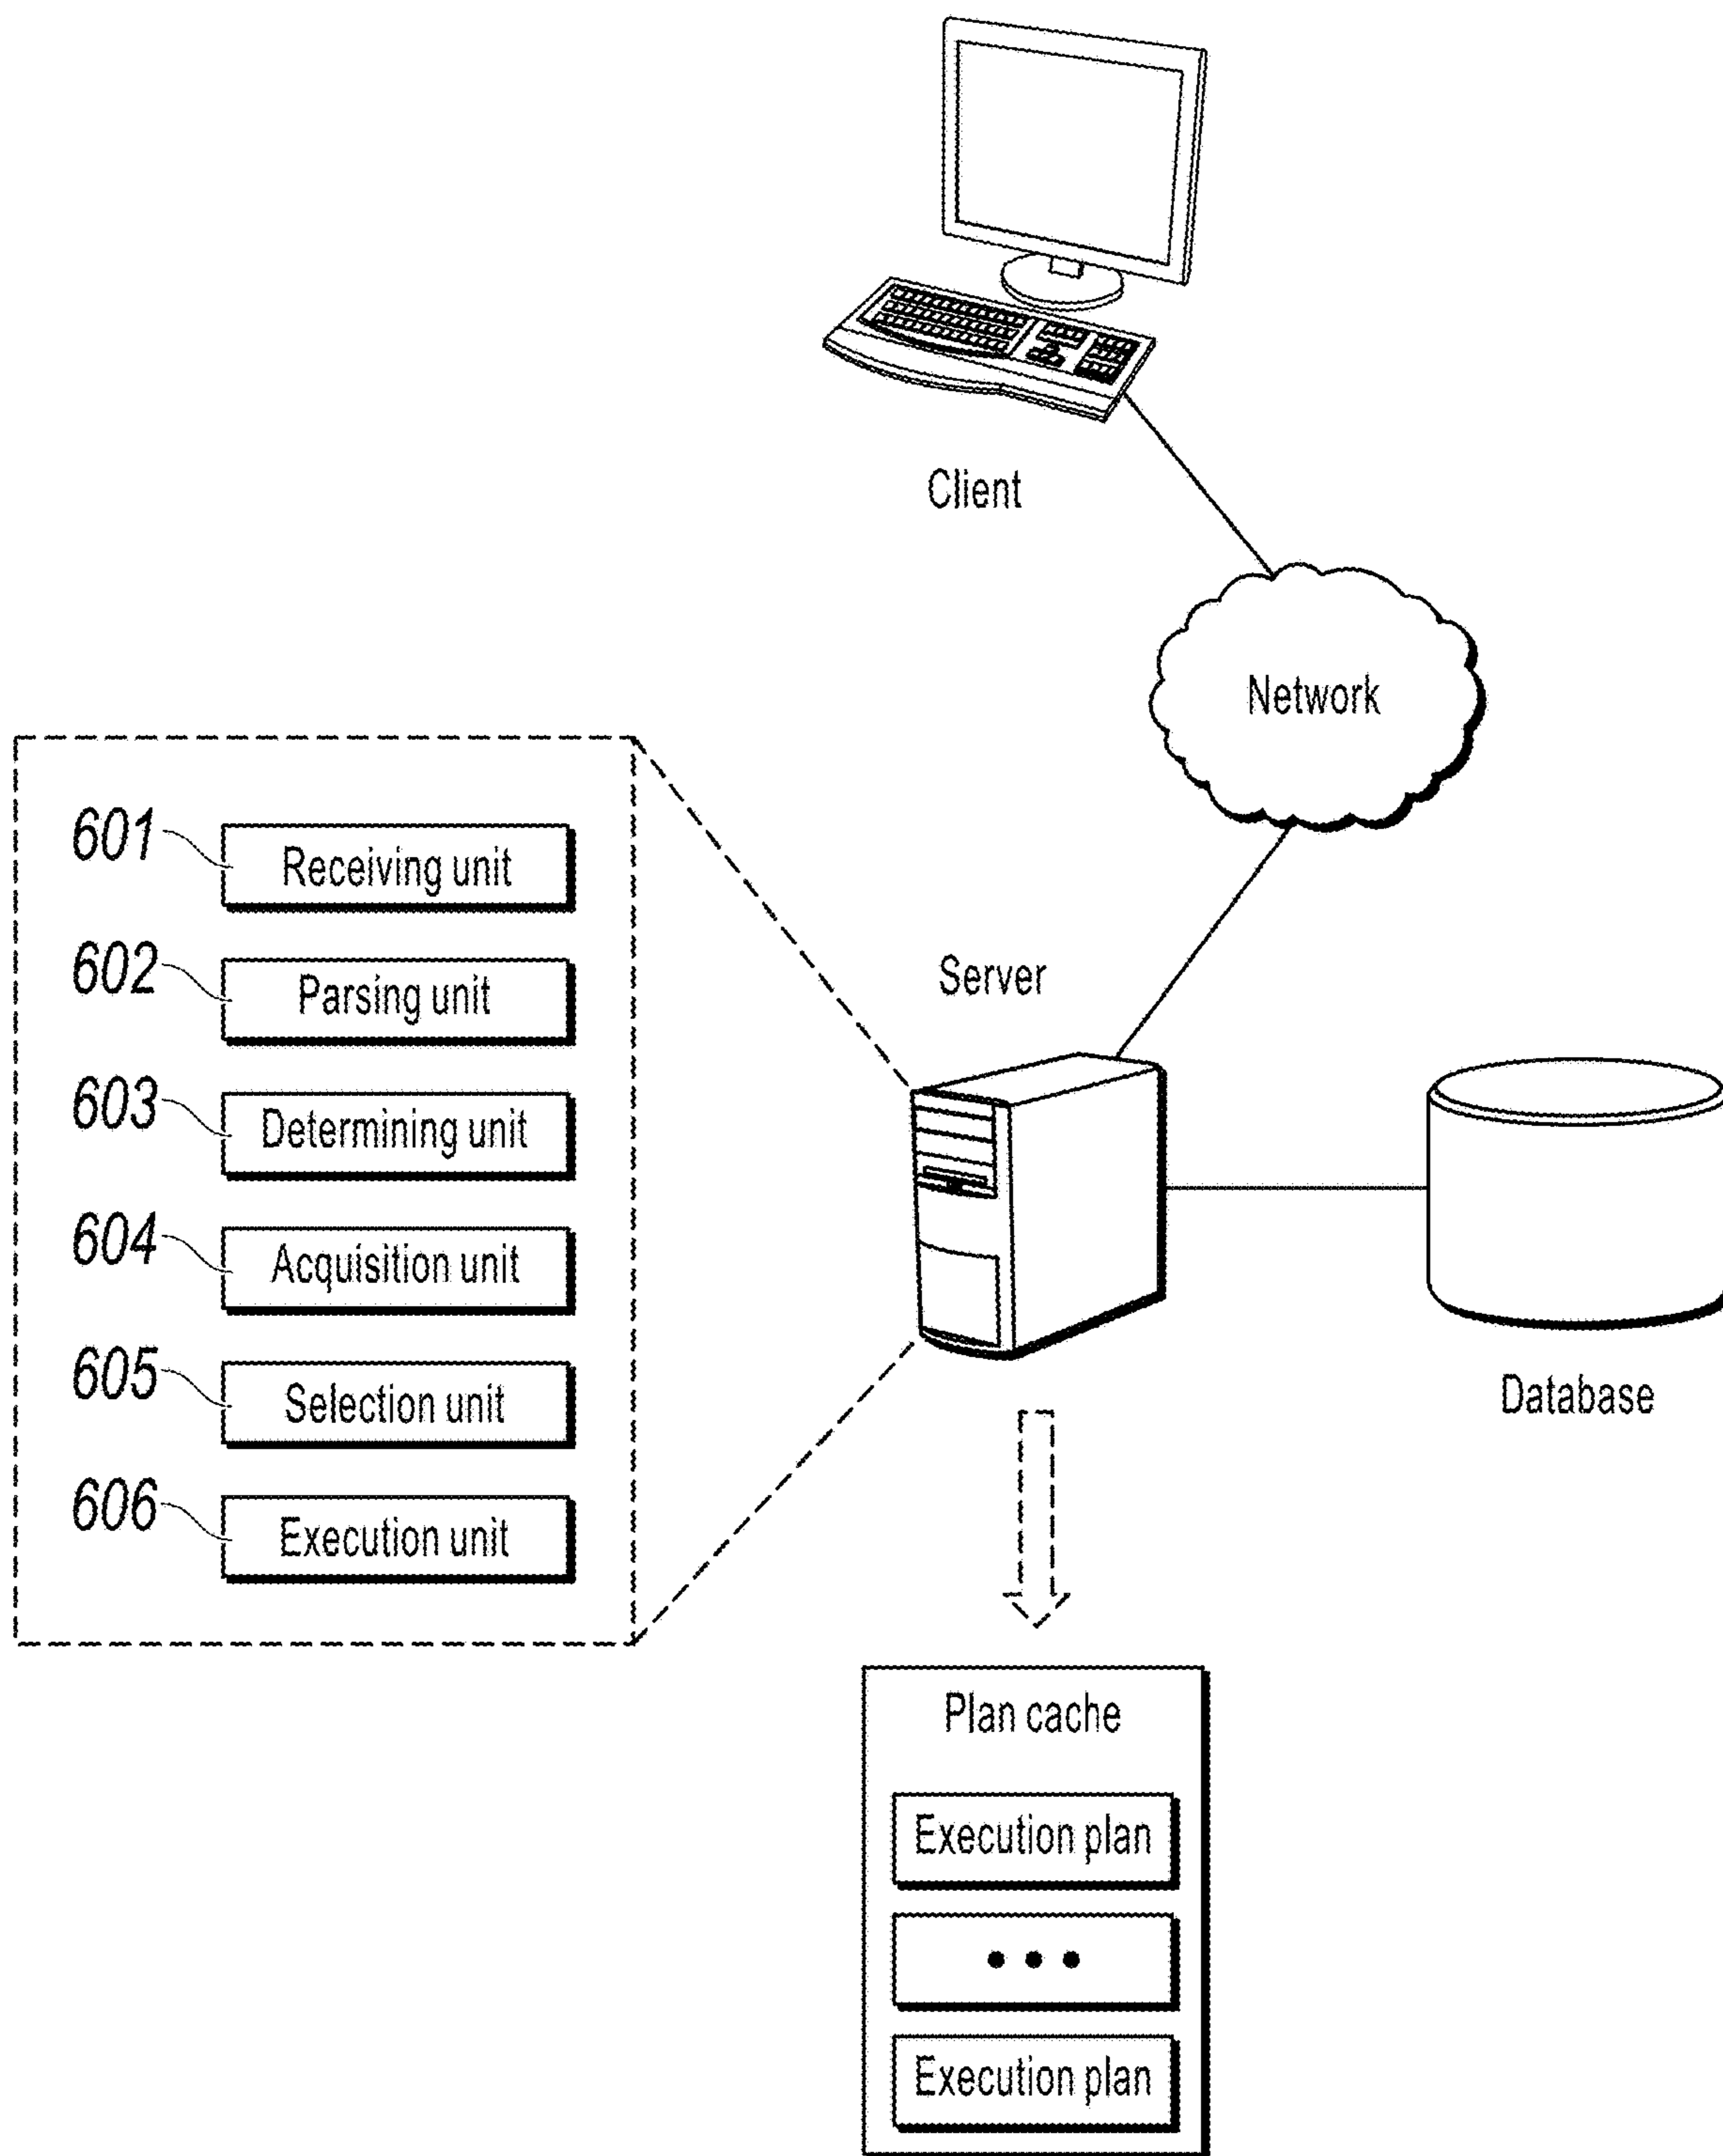 Client
Network
601 Receiving unit
602 Parsing unit
603 Determining unit
604 Acquisition unit
605 Selection unit
606 Execution unit
Server
Database
Plan cache
Execution plan
• • •
Execution plan